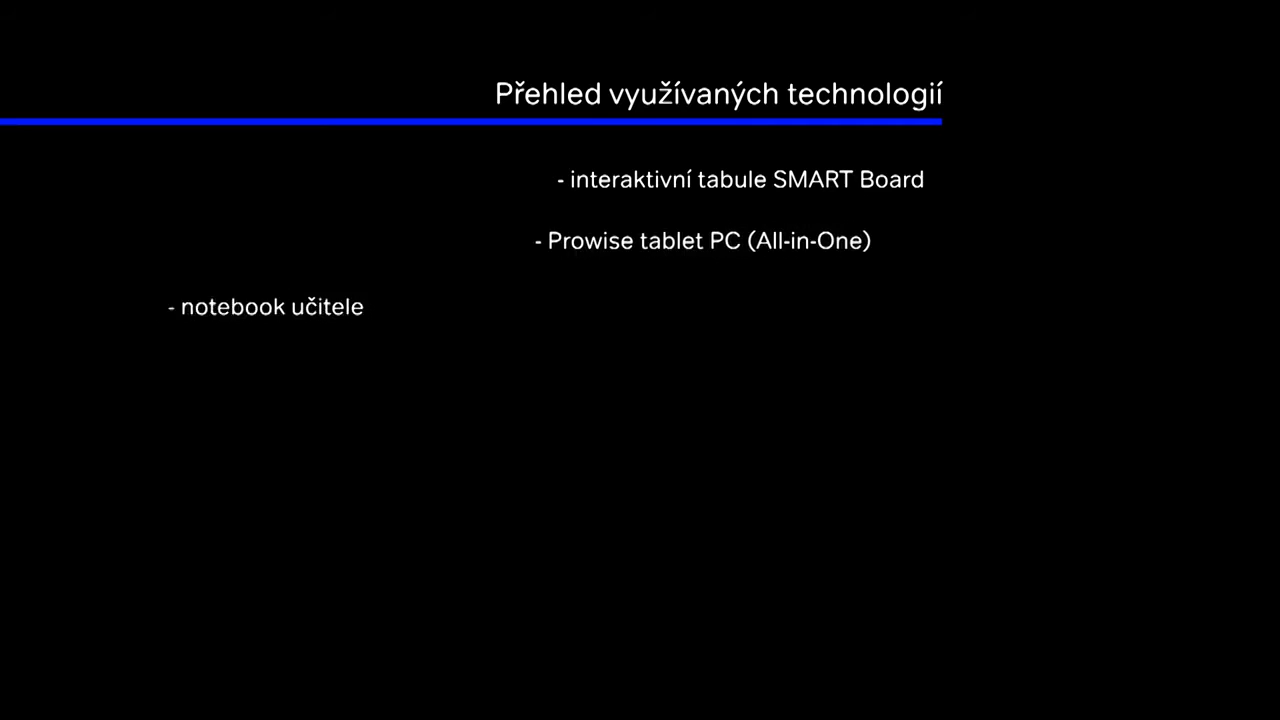 Přehled využívaných technologií
- interaktivní tabule SMART Board
- Prowise tablet PC (All-in-One)
- notebook učitele